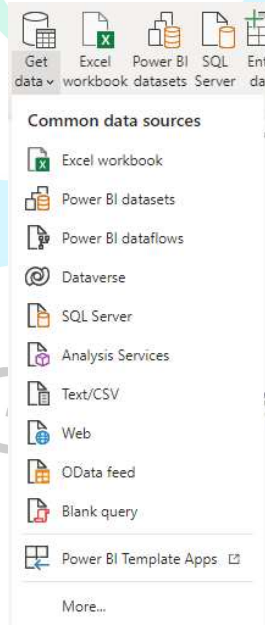 Get Excel Power BI SQL
data workbook datasets Server
Common data sources
Excel workbook
Power BI datasets
Power BI dataflows
Dataverse
SQL Server
Analysis Services
Text/CSV
Web
OData feed
Blank query
Power BI Template Apps
More...